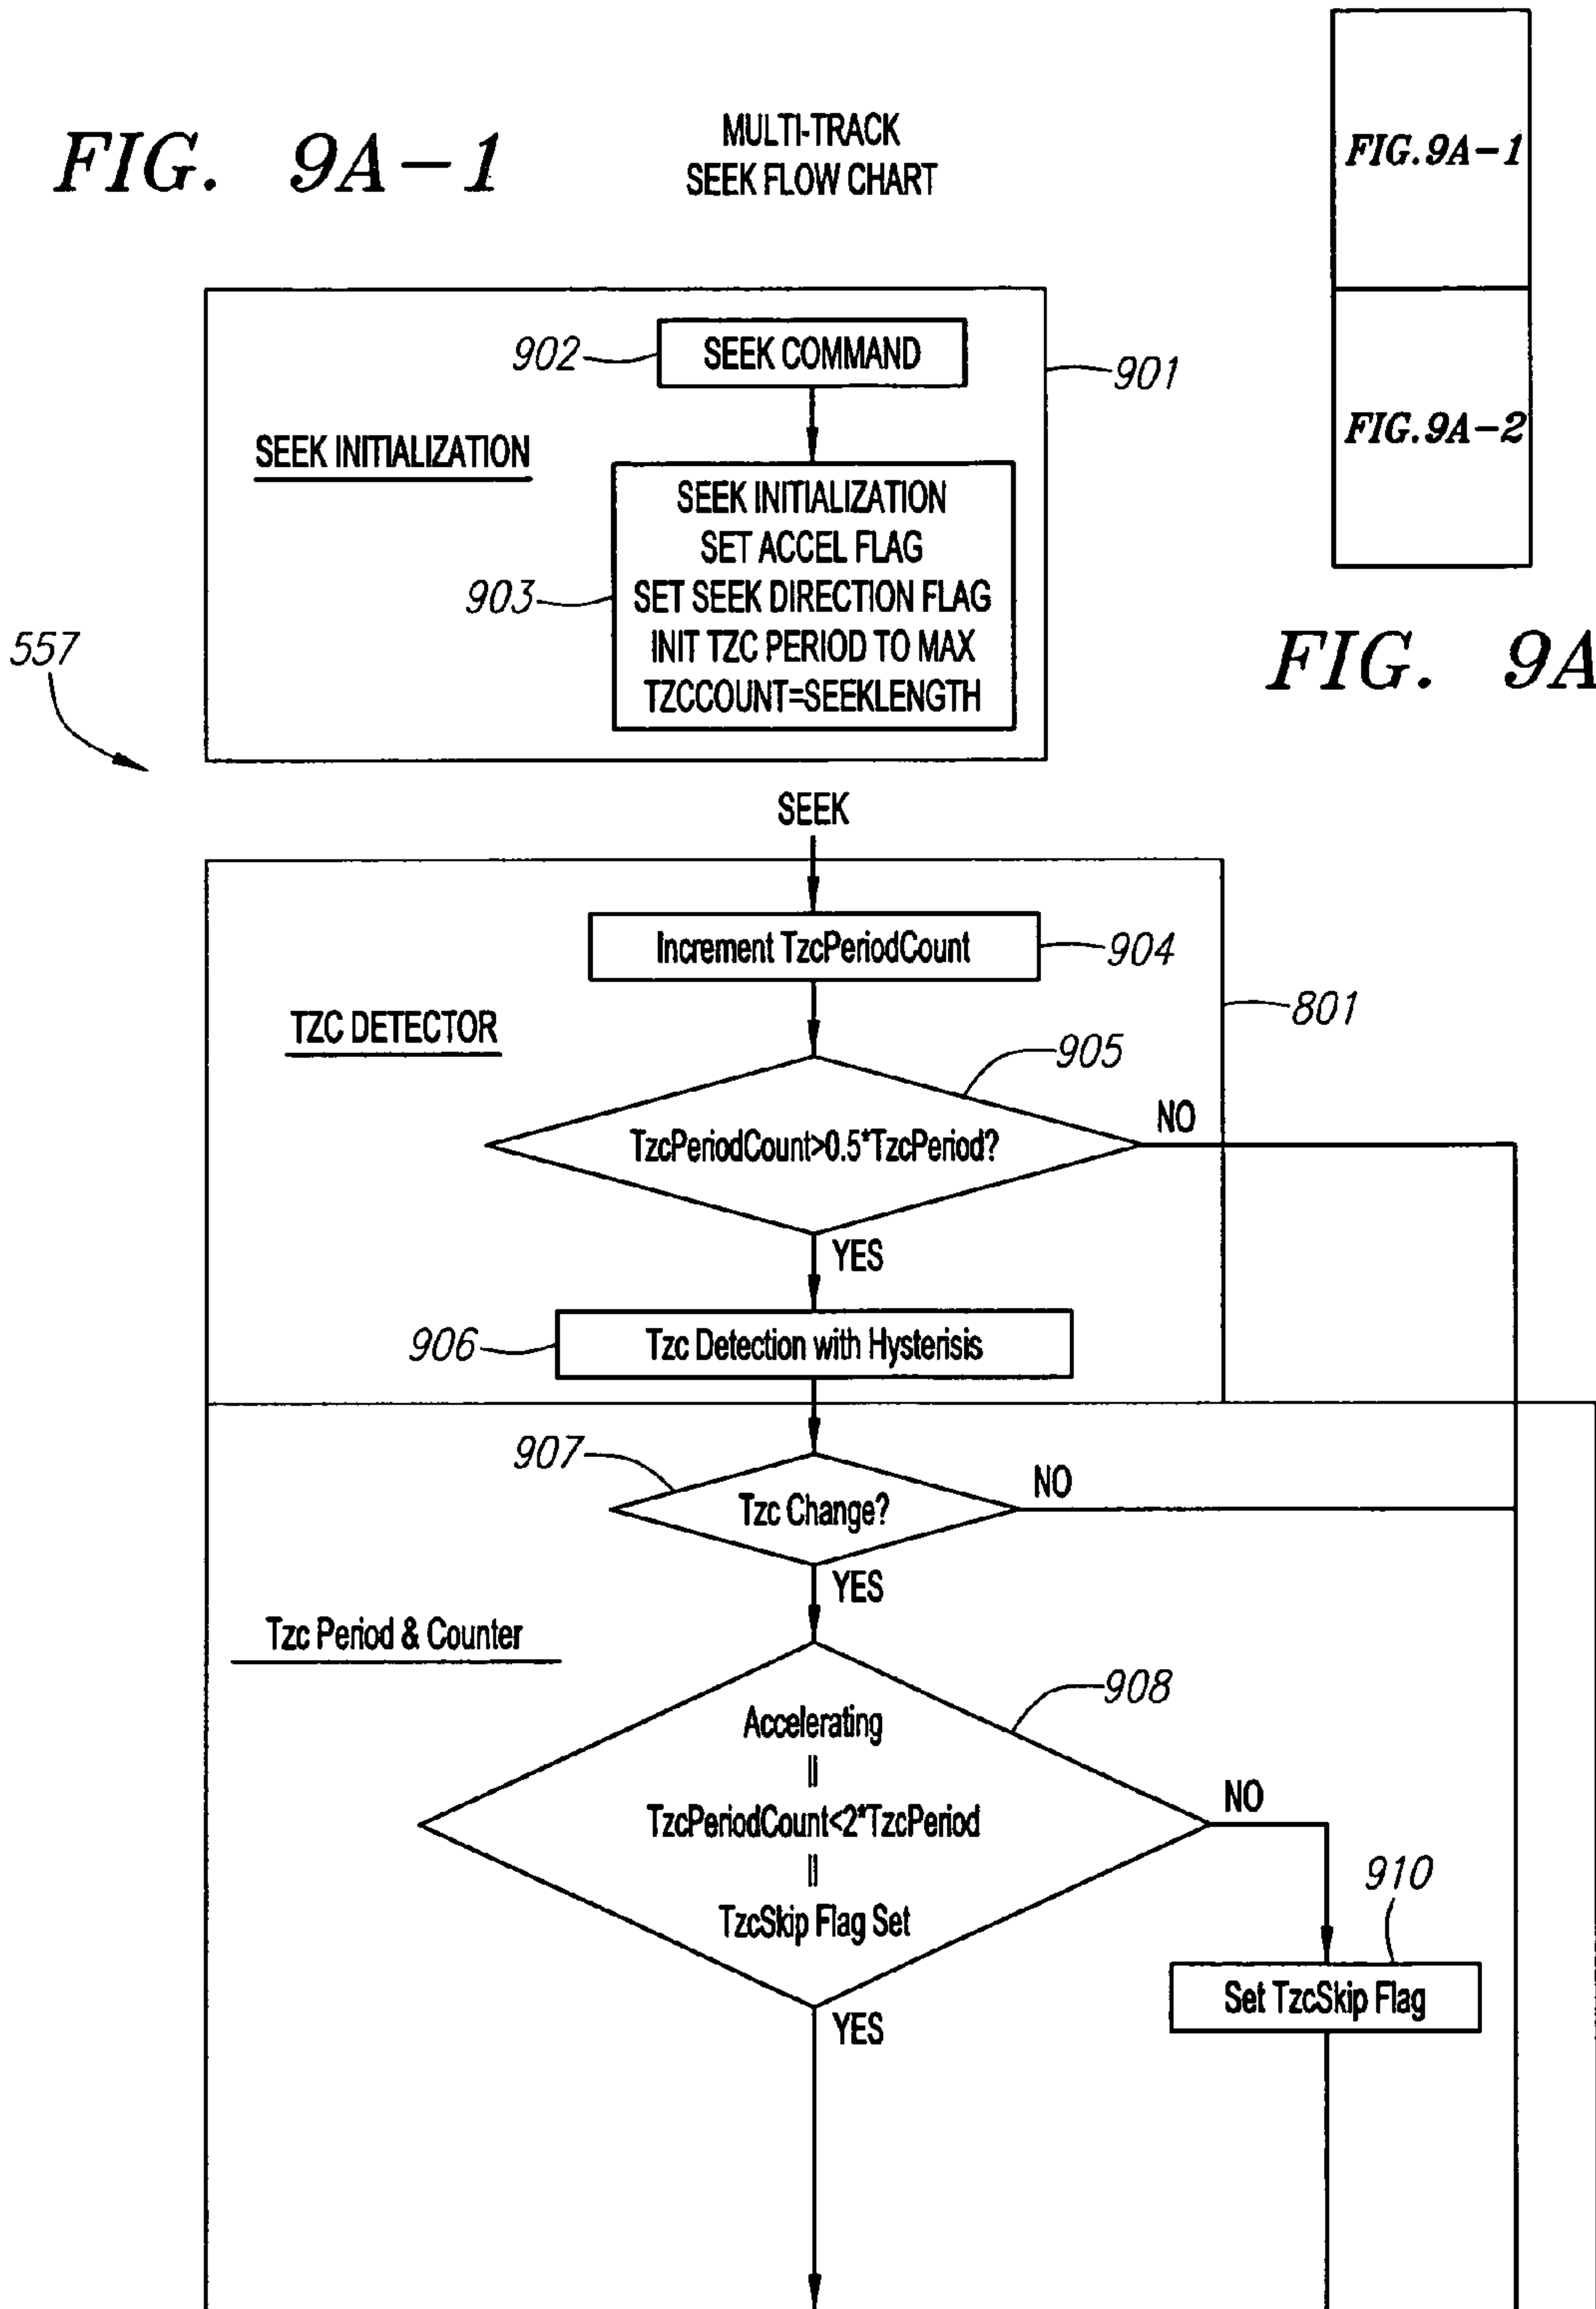 FIG. 9A-1
MULTI-TRACK
SEEK FLOW CHART
FIG.9A-1
FIG.9A-2
FIG. 9A
902
SEEK COMMAND
901
SEEK INITIALIZATION
903
SEEK INITIALIZATION
SET ACCEL FLAG
SET SEEK DIRECTION FLAG
INIT TZC PERIOD TO MAX
TZCCOUNT=SEEKLENGTH
557
SEEK
Increment TzcPeriodCount
904
TZC DETECTOR
801
905
TzcPeriodCount>0.5*TzcPeriod?
NO
YES
906
Tzc Detection with Hysterisis
907
Tzc Change?
NO
YES
Tzc Period & Counter
908
Accelerating
||
TzcPeriodCount<2*TzcPeriod
||
TzcSkip Flag Set
NO
910
Set TzcSkip Flag
YES